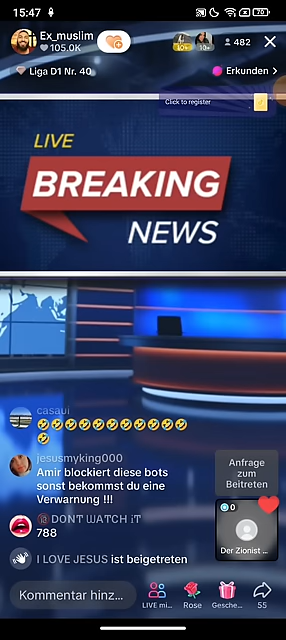 15:47
70
Ex_muslim
105.0K
10+
10+
482
Liga D1 Nr. 40
Erkunden
Click to register
LIVE
BREAKING
NEWS
casaul
jesusmyking000
Amir blockiert diese bots
sonst bekommst du eine
Verwarnung !!!
Anfrage
zum
Beitreten
DONT WATCH iT
788
0
Der Zionist ...
I LOVE JESUS ist beigetreten
Kommentar hinz...
LIVE mi...
Rose
Gesche...
55